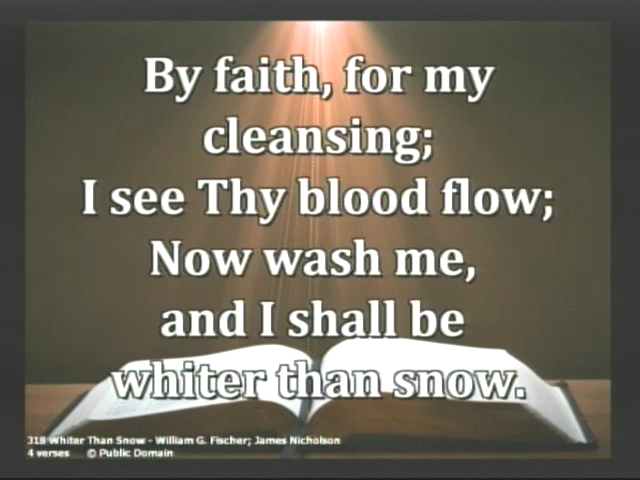 By faith, for my
cleansing;
I see Thy blood flow;
Now wash me,
and I shall be
whiter than snow.
318 Whiter Than Snow - William G. Fischer; James Nicholson
4 verses © Public Domain